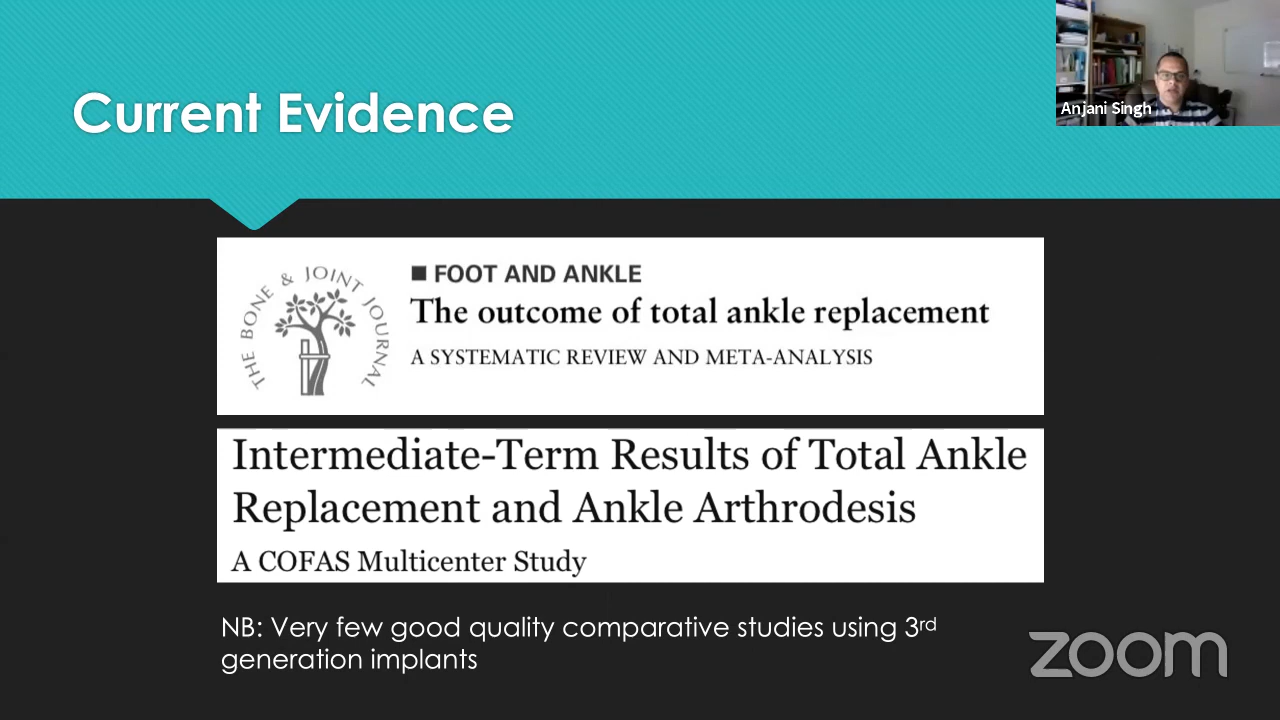 Current Evidence
Anjani Singh
THE BONE & JOINT JOURNAL
■ FOOT AND ANKLE
The outcome of total ankle replacement
A SYSTEMATIC REVIEW AND META-ANALYSIS
Intermediate-Term Results of Total Ankle
Replacement and Ankle Arthrodesis
A COFAS Multicenter Study
NB: Very few good quality comparative studies using 3rd
generation implants
zoom